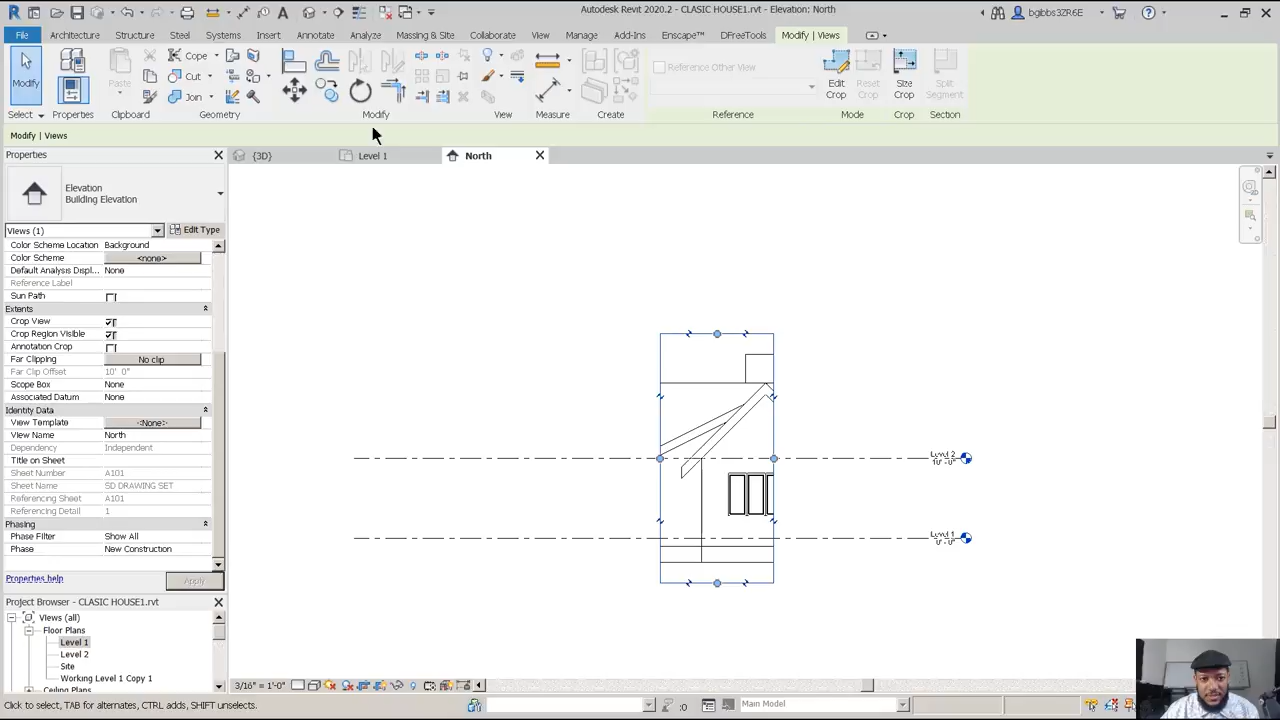 Autodesk Revit 2020.2 - CLASIC HOUSE1.rvt - Elevation: North
bgibbs3ZR6E
File Architecture Structure Steel Systems Insert Annotate Analyze Massing & Site Collaborate View Manage Add-Ins Enscape™ DFreeTools Modify | Views
Modify Paste Cope Cut Join Reference Other View Edit Crop Reset Crop Size Crop Split Segment
Select Properties Clipboard Geometry Modify View Measure Create Reference Mode Crop Section
Modify | Views
Properties
{3D} Level 1 North
Elevation
Building Elevation
Views (1) Edit Type
Color Scheme Location Background
Color Scheme <none>
Default Analysis Displ... None
Reference Label
Sun Path
Extents
Crop View
Crop Region Visible
Annotation Crop
Far Clipping No clip
Far Clip Offset 10' 0"
Scope Box None
Associated Datum None
Identity Data
View Template <None>
View Name North
Dependency Independent
Title on Sheet
Sheet Number A101
Sheet Name SD DRAWING SET
Referencing Sheet A101
Referencing Detail 1
Phasing
Phase Filter Show All
Phase New Construction
Properties help Apply
Level 2
10' - 0"
Level 1
0' - 0"
Project Browser - CLASIC HOUSE1.rvt
Views (all)
Floor Plans
Level 1
Level 2
Site
Working Level 1 Copy 1
Ceiling Plans
3/16" = 1'-0"
Click to select, TAB for alternates, CTRL adds, SHIFT unselects.
:0
Main Model